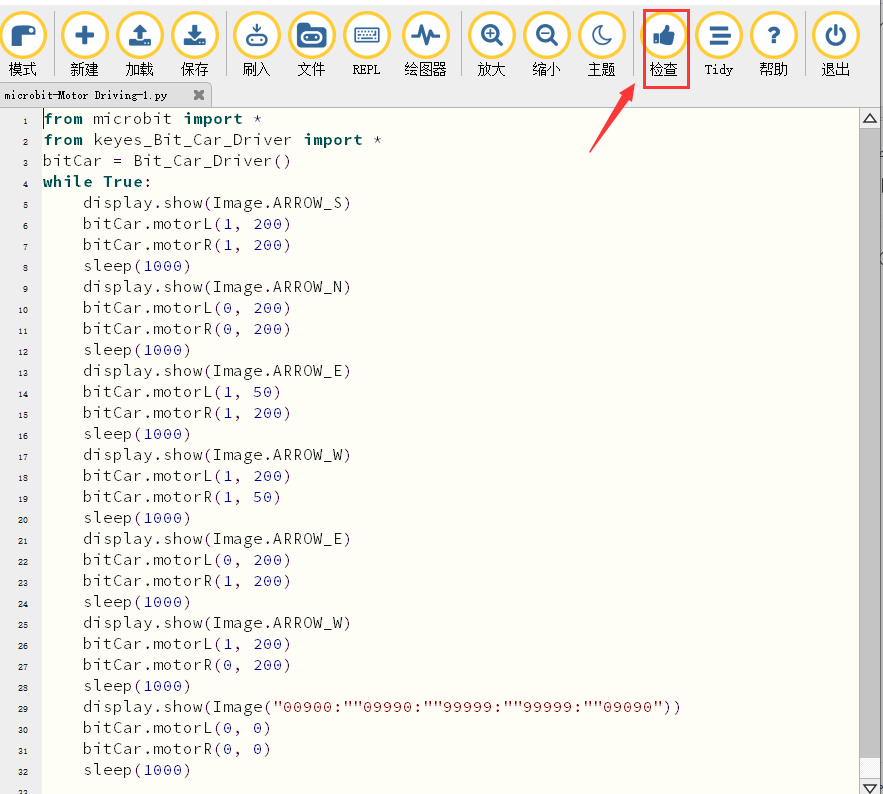 模式 新建 加载 保存 刷入 文件 REPL 绘图器 放大 缩小 主题 检查 Tidy 帮助 退出
microbit-Motor Driving-1.py
1 from microbit import *
2 from keyes_Bit_Car_Driver import *
3 bitCar = Bit_Car_Driver()
4 while True:
5 display.show(Image.ARROW_S)
6 bitCar.motorL(1, 200)
7 bitCar.motorR(1, 200)
8 sleep(1000)
9 display.show(Image.ARROW_N)
10 bitCar.motorL(0, 200)
11 bitCar.motorR(0, 200)
12 sleep(1000)
13 display.show(Image.ARROW_E)
14 bitCar.motorL(1, 50)
15 bitCar.motorR(1, 200)
16 sleep(1000)
17 display.show(Image.ARROW_W)
18 bitCar.motorL(1, 200)
19 bitCar.motorR(1, 50)
20 sleep(1000)
21 display.show(Image.ARROW_E)
22 bitCar.motorL(0, 200)
23 bitCar.motorR(1, 200)
24 sleep(1000)
25 display.show(Image.ARROW_W)
26 bitCar.motorL(1, 200)
27 bitCar.motorR(0, 200)
28 sleep(1000)
29 display.show(Image("00900:""09990:""99999:""99999:""09090"))
30 bitCar.motorL(0, 0)
31 bitCar.motorR(0, 0)
32 sleep(1000)
33